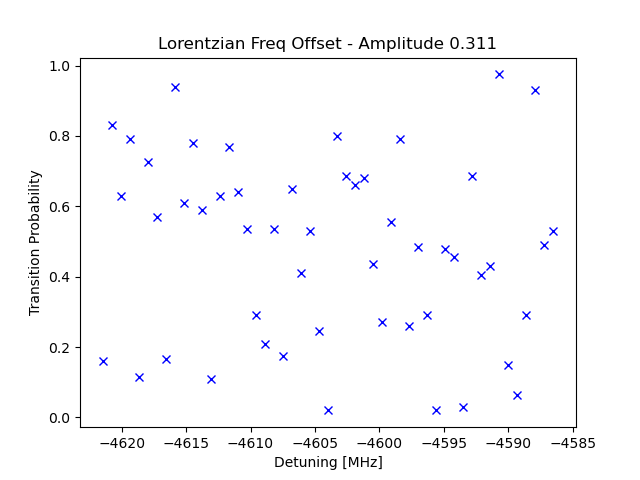 Lorentzian Freq Offset - Amplitude 0.311
1.0
0.8
0.6
0.4
0.2
0.0
Transition Probability
−4620 −4615 −4610 −4605 −4600 −4595 −4590 −4585
Detuning [MHz]